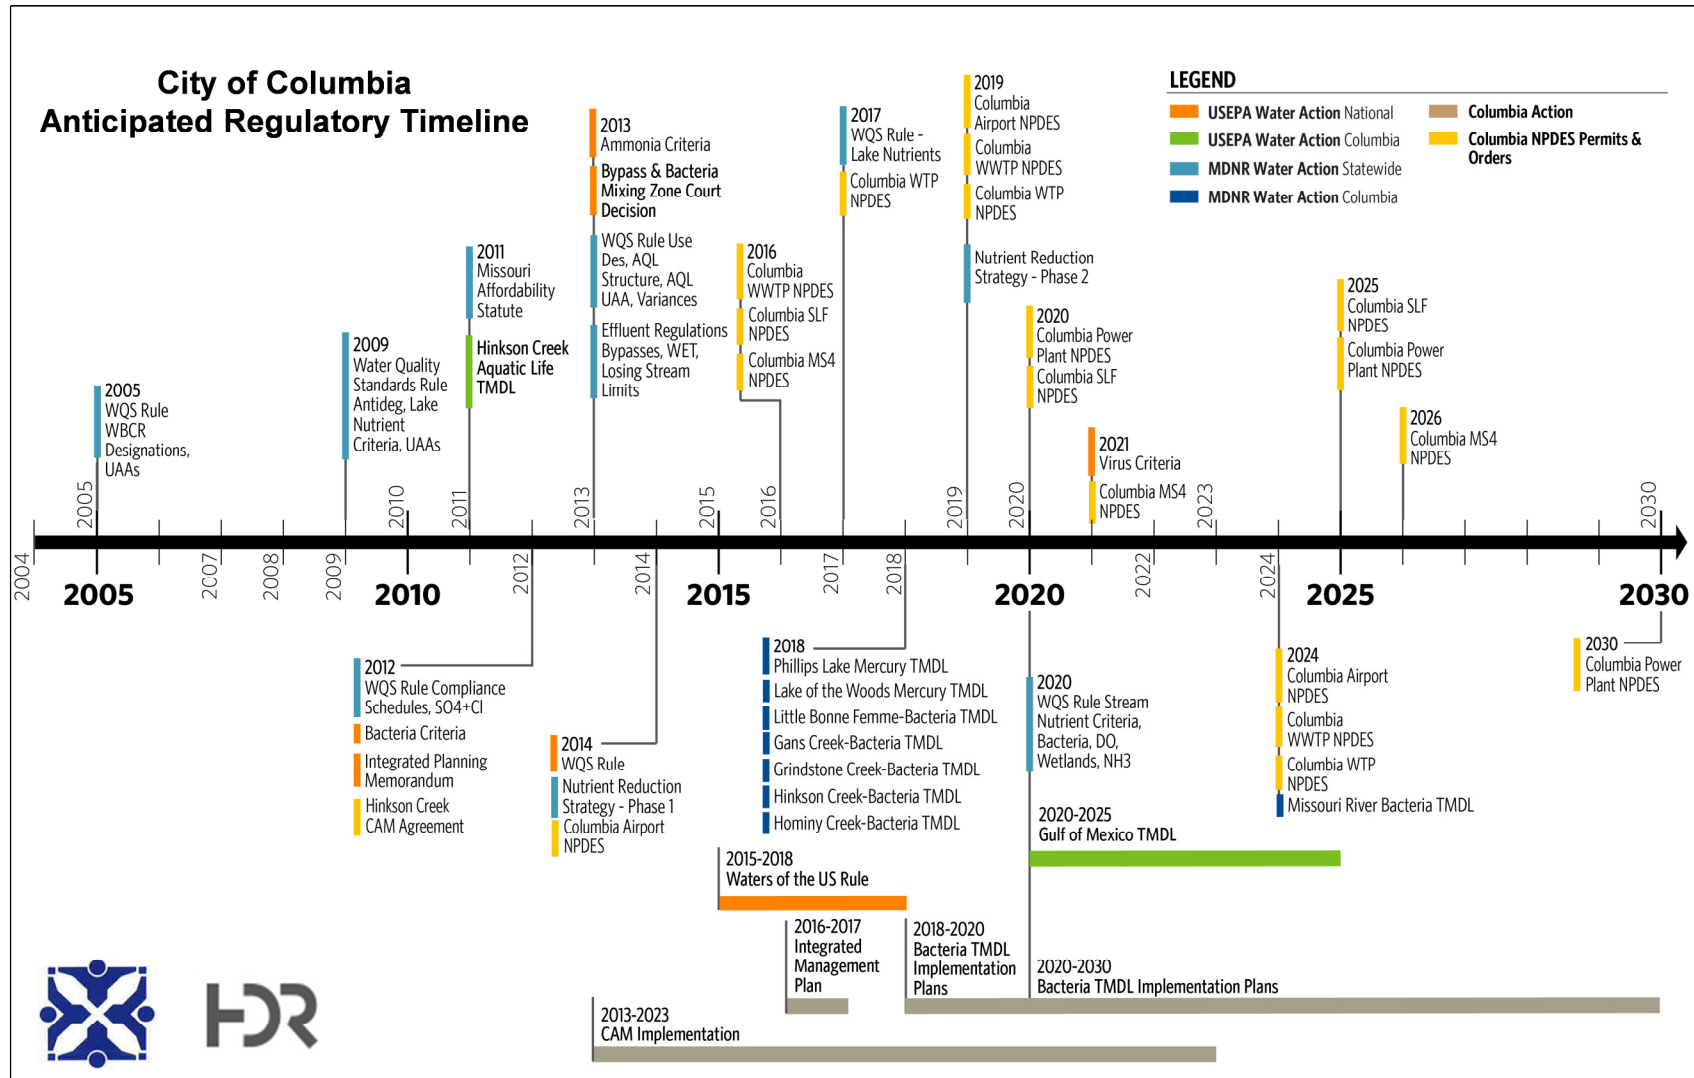 City of Columbia
Anticipated Regulatory Timeline
LEGEND
USEPA Water Action National
USEPA Water Action Columbia
MDNR Water Action Statewide
MDNR Water Action Columbia
Columbia Action
Columbia NPDES Permits &
Orders
2005
WQS Rule
WBCR
Designations,
UAAs
2009
Water Quality
Standards Rule
Antideg, Lake
Nutrient
Criteria, UAAs
2011
Missouri
Affordability
Statute
Hinkson Creek
Aquatic Life
TMDL
2013
Ammonia Criteria
Bypass & Bacteria
Mixing Zone Court
Decision
WQS Rule Use
Des, AQL
Structure, AQL
UAA, Variances
Effluent Regulations
Bypasses, WET,
Losing Stream
Limits
2016
Columbia
WWTP NPDES
Columbia SLF
NPDES
Columbia MS4
NPDES
2017
WQS Rule -
Lake Nutrients
Columbia WTP
NPDES
2019
Columbia
Airport NPDES
Columbia
WWTP NPDES
Columbia WTP
NPDES
Nutrient Reduction
Strategy - Phase 2
2020
Columbia Power
Plant NPDES
Columbia SLF
NPDES
2021
Virus Criteria
Columbia MS4
NPDES
2025
Columbia SLF
NPDES
Columbia Power
Plant NPDES
2026
Columbia MS4
NPDES
2005
2010
2011
2013
2015
2016
2019
2020
2023
2030
2004
2007
2008
2009
2012
2014
2017
2018
2022
2024
2005
2010
2015
2020
2025
2030
2012
WQS Rule Compliance
Schedules, SO4+Cl
Bacteria Criteria
Integrated Planning
Memorandum
Hinkson Creek
CAM Agreement
2014
WQS Rule
Nutrient Reduction
Strategy - Phase 1
Columbia Airport
NPDES
2018
Phillips Lake Mercury TMDL
Lake of the Woods Mercury TMDL
Little Bonne Femme-Bacteria TMDL
Gans Creek-Bacteria TMDL
Grindstone Creek-Bacteria TMDL
Hinkson Creek-Bacteria TMDL
Hominy Creek-Bacteria TMDL
2020
WQS Rule Stream
Nutrient Criteria,
Bacteria, DO,
Wetlands, NH3
2024
Columbia Airport
NPDES
Columbia
WWTP NPDES
Columbia WTP
NPDES
Missouri River Bacteria TMDL
2030
Columbia Power
Plant NPDES
2020-2025
Gulf of Mexico TMDL
2015-2018
Waters of the US Rule
2016-2017
Integrated
Management
Plan
2018-2020
Bacteria TMDL
Implementation
Plans
2020-2030
Bacteria TMDL Implementation Plans
2013-2023
CAM Implementation
HDR